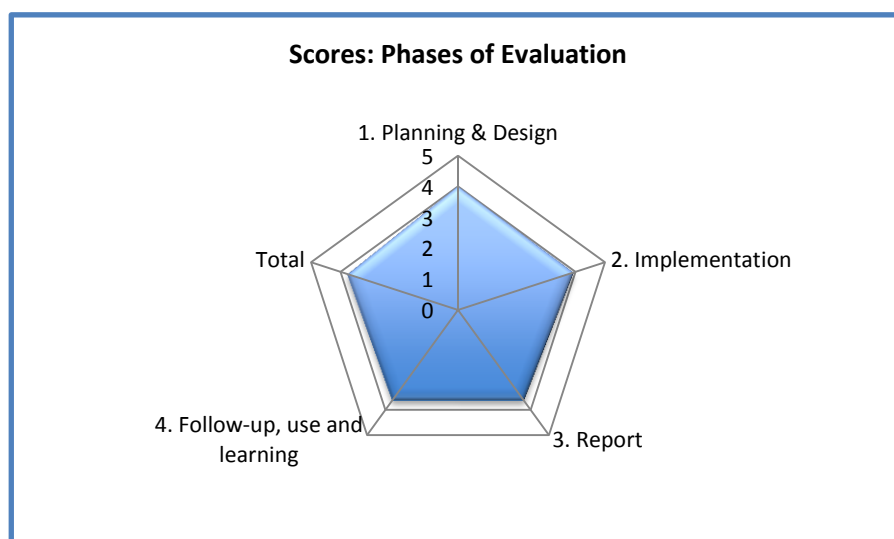 Scores: Phases of Evaluation
1. Planning & Design
5
4
3
2
1
0
Total
2. Implementation
4. Follow-up, use and
learning
3. Report